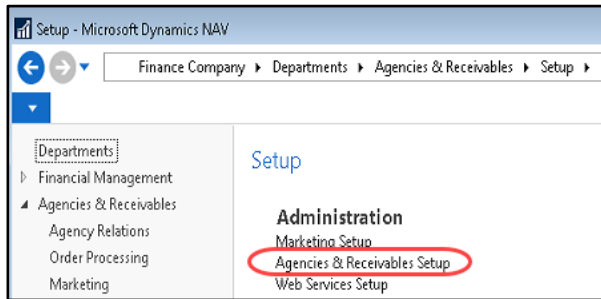 Setup - Microsoft Dynamics NAV
Finance Company ▸ Departments ▸ Agencies & Receivables ▸ Setup ▸
Departments
Financial Management
Agencies & Receivables
Agency Relations
Order Processing
Marketing
Setup
Administration
Marketing Setup
Agencies & Receivables Setup
Web Services Setup